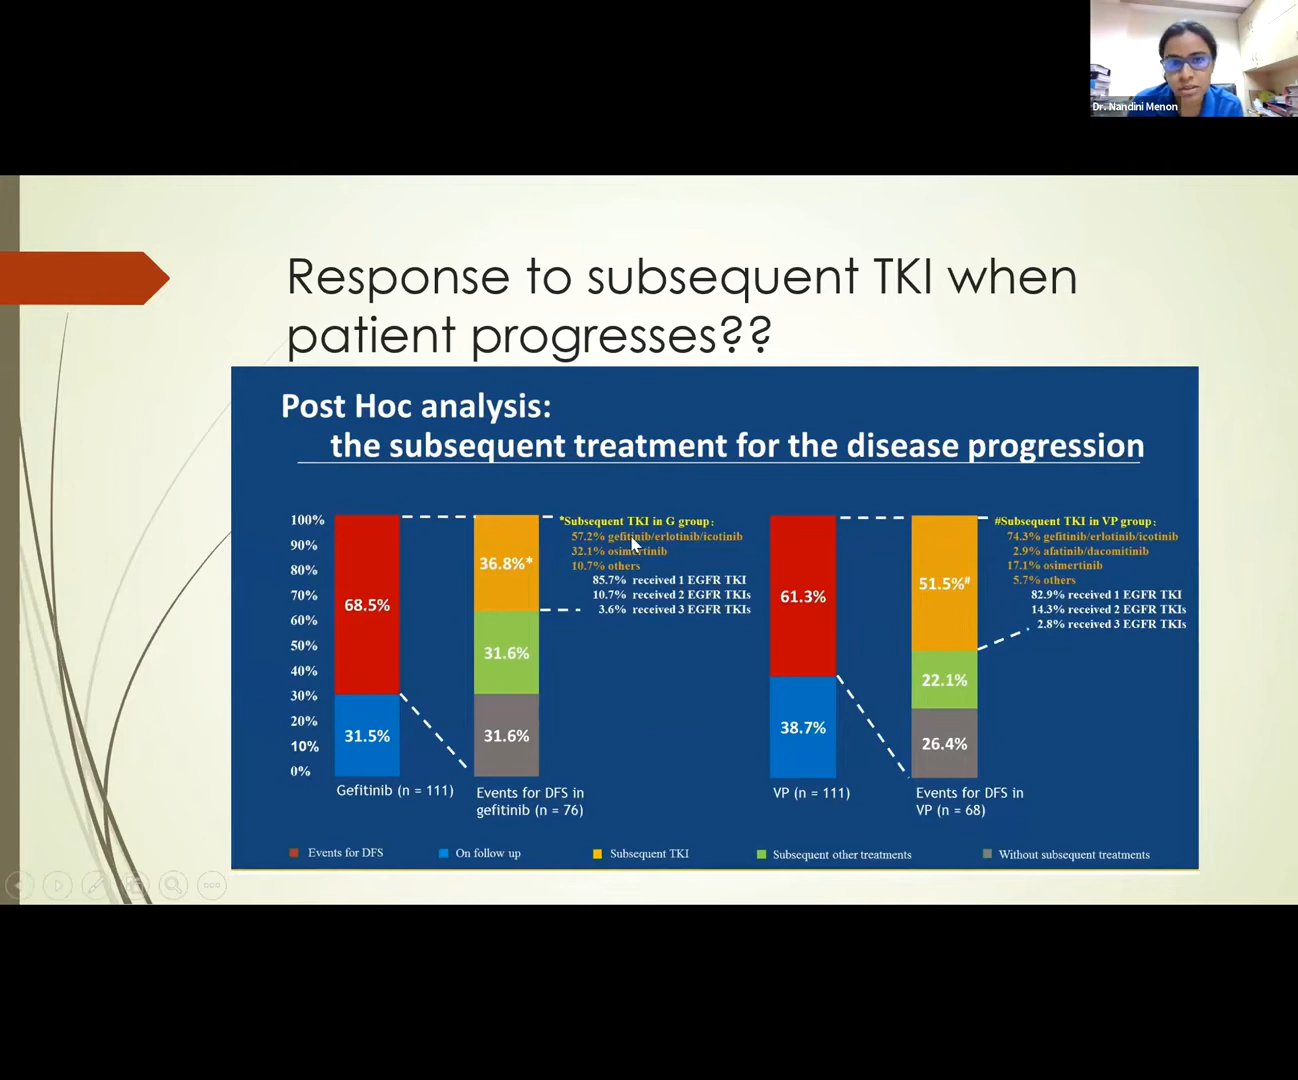 Dr. Nandini Menon
Response to subsequent TKI when
patient progresses??
Post Hoc analysis:
the subsequent treatment for the disease progression
100%
90%
80%
70%
60%
50%
40%
30%
20%
10%
0%
68.5%
31.5%
Gefitinib (n = 111)
36.8%*
31.6%
31.6%
Events for DFS in
gefitinib (n = 76)
*Subsequent TKI in G group:
57.2% gefitinib/erlotinib/icotinib
32.1% osimertinib
10.7% others
85.7% received 1 EGFR TKI
10.7% received 2 EGFR TKIs
3.6% received 3 EGFR TKIs
61.3%
38.7%
VP (n = 111)
51.5%#
22.1%
26.4%
Events for DFS in
VP (n = 68)
#Subsequent TKI in VP group:
74.3% gefitinib/erlotinib/icotinib
2.9% afatinib/dacomitinib
17.1% osimertinib
5.7% others
82.9% received 1 EGFR TKI
14.3% received 2 EGFR TKIs
2.8% received 3 EGFR TKIs
Events for DFS
On follow up
Subsequent TKI
Subsequent other treatments
Without subsequent treatments